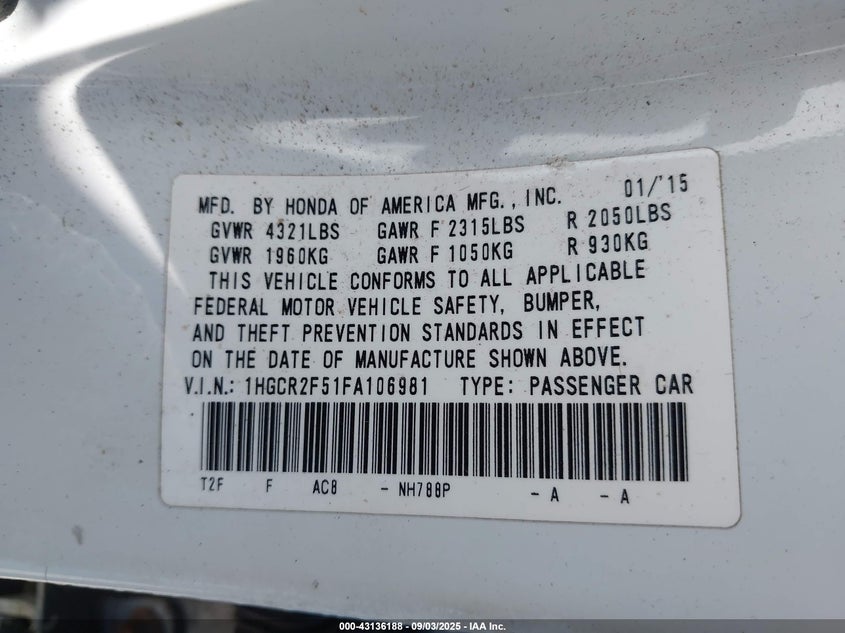 MFD. BY HONDA OF AMERICA MFG., INC. 01/'15
GVWR 4321LBS GAWR F 2315LBS R 2050LBS
GVWR 1960KG GAWR F 1050KG R 930KG
THIS VEHICLE CONFORMS TO ALL APPLICABLE
FEDERAL MOTOR VEHICLE SAFETY, BUMPER,
AND THEFT PREVENTION STANDARDS IN EFFECT
ON THE DATE OF MANUFACTURE SHOWN ABOVE.
V.I.N.: 1HGCR2F51FA106981 TYPE: PASSENGER CAR
T2F F AC8 - NH788P - A - A
000-43136188 - 09/03/2025 - IAA Inc.